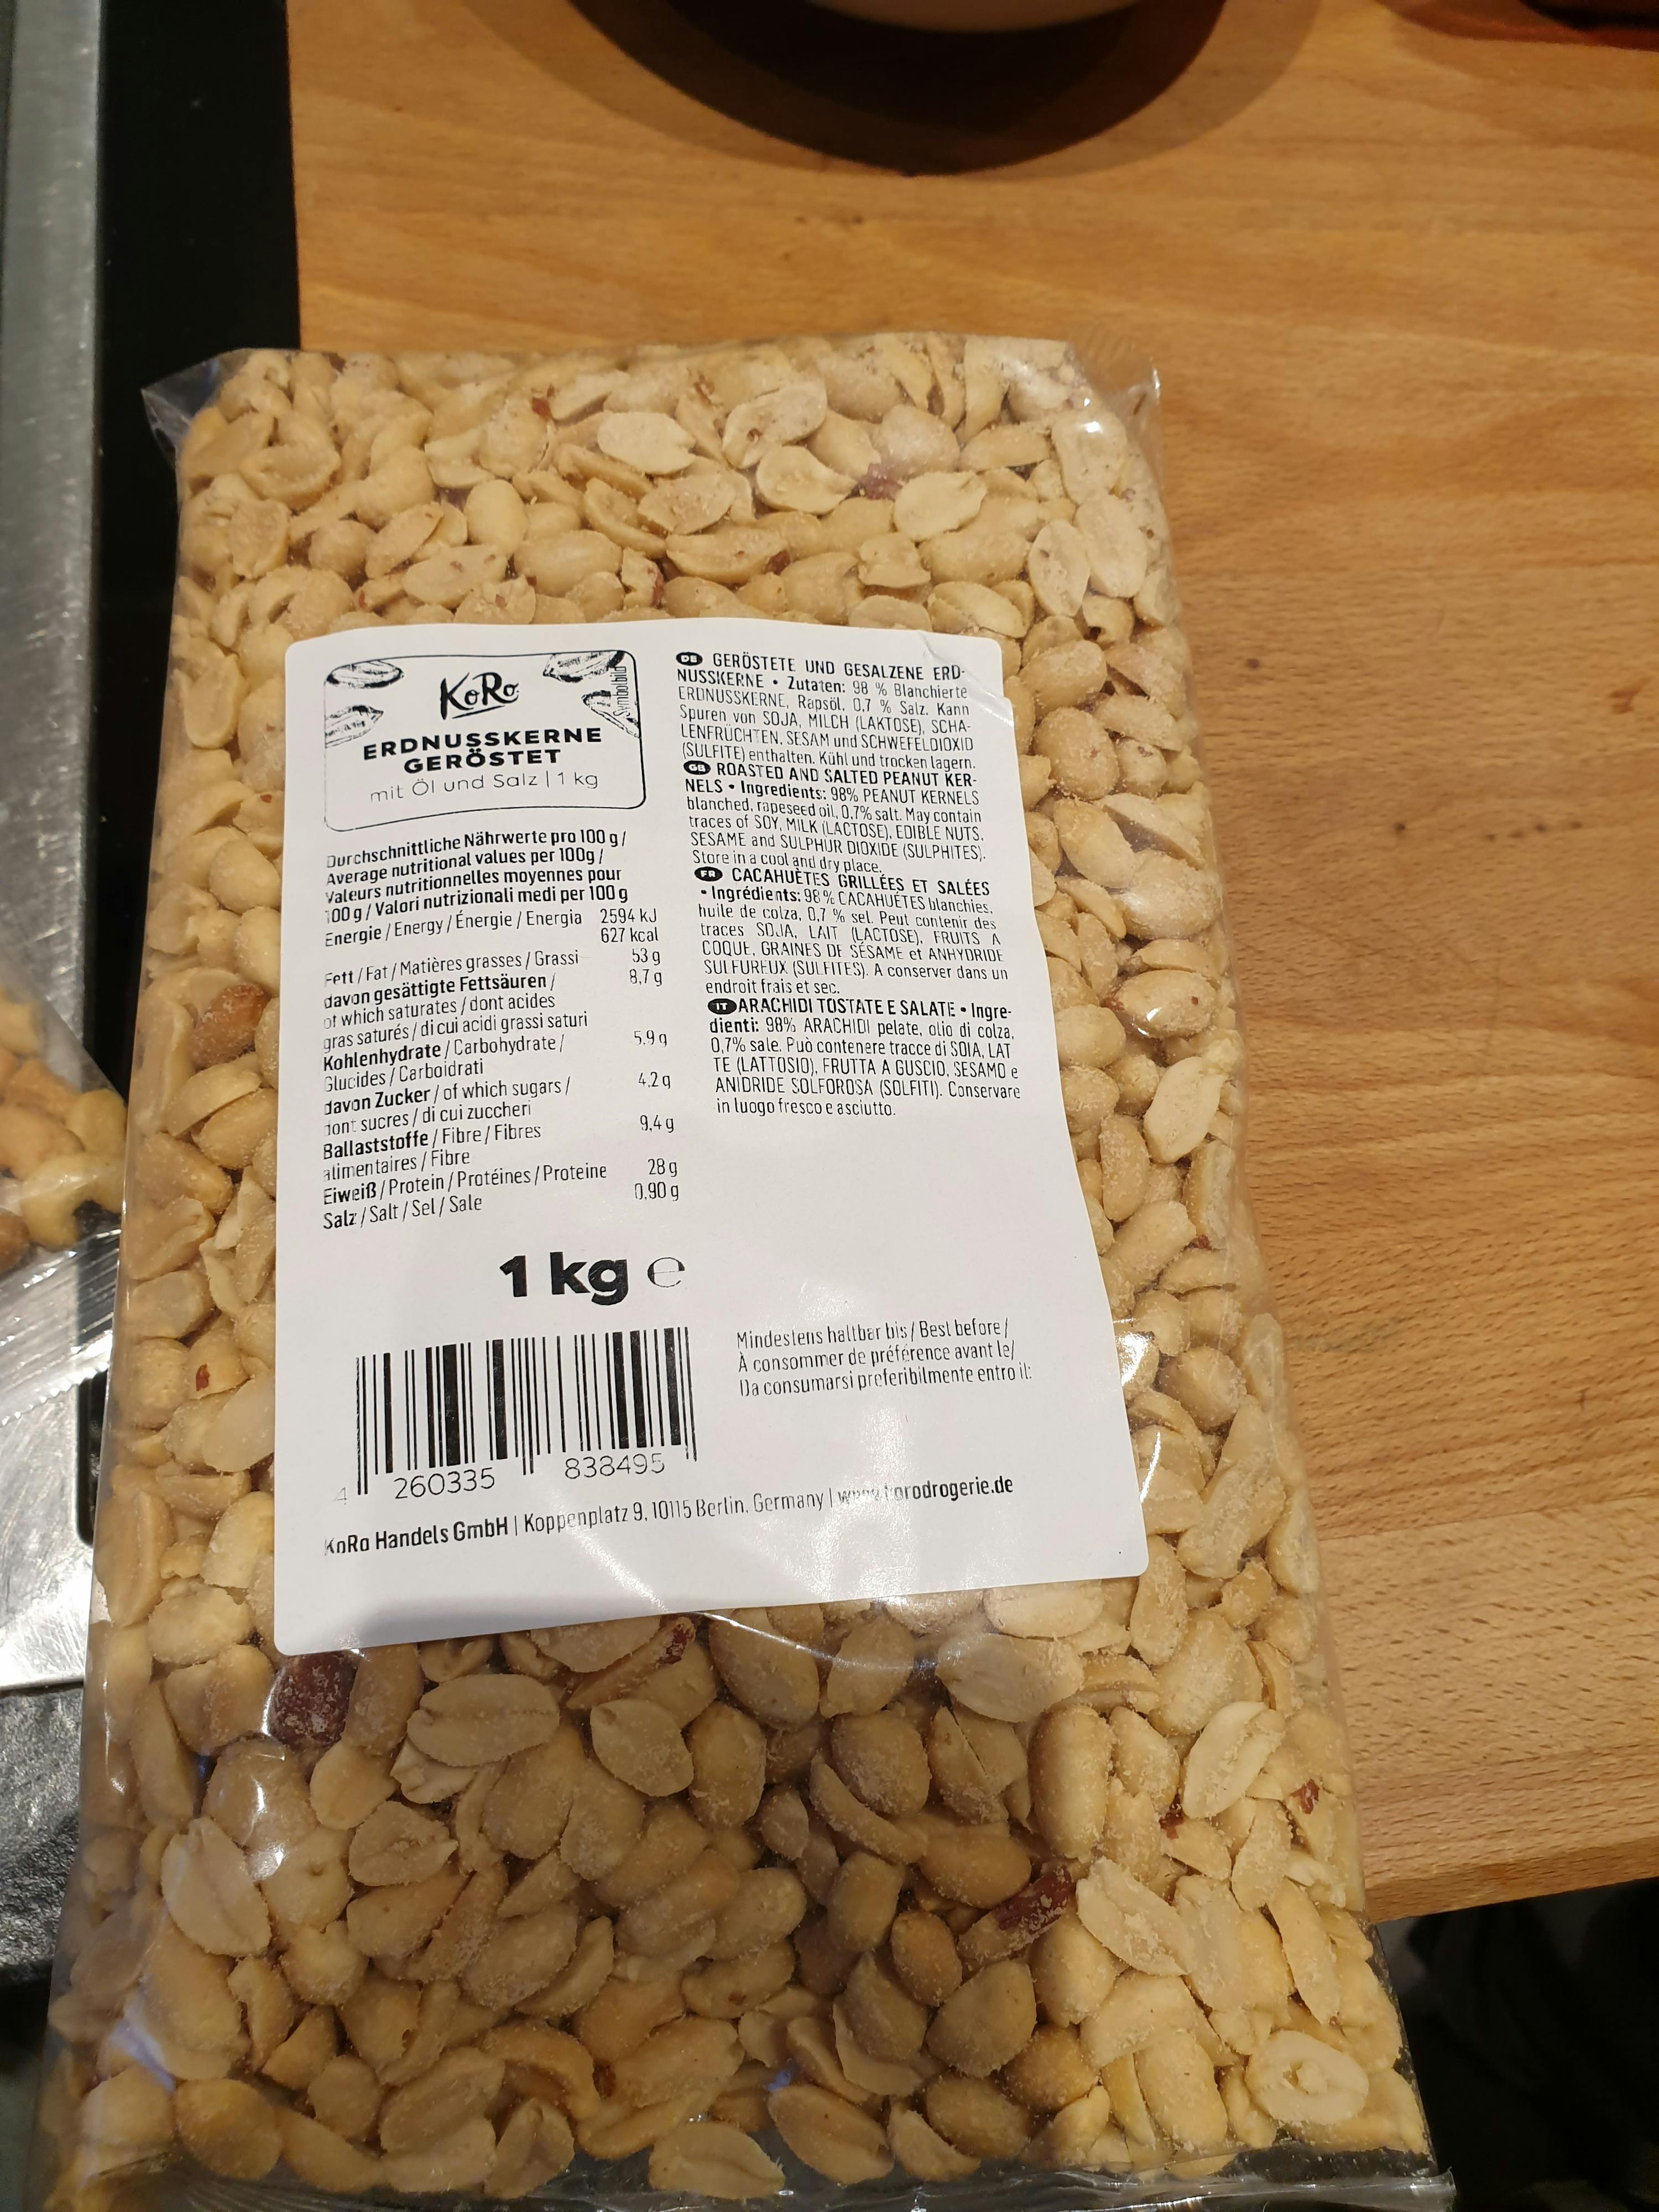 KoRo
Symbolbild
ERDNUSSKERNE
GERÖSTET
mit Öl und Salz | 1 kg
Durchschnittliche Nährwerte pro 100 g /
Average nutritional values per 100g /
Valeurs nutritionnelles moyennes pour
100 g / Valori nutrizionali medi per 100 g
Energie / Energy / Énergie / Energia 2594 kJ
627 kcal
Fett / Fat / Matières grasses / Grassi 53 g
davon gesättigte Fettsäuren / 8,7 g
of which saturates / dont acides
gras saturés / di cui acidi grassi saturi
Kohlenhydrate / Carbohydrate / 5,9 g
Glucides / Carboidrati
davon Zucker / of which sugars / 4,2 g
dont sucres / di cui zuccheri
Ballaststoffe / Fibre / Fibres 9,4 g
alimentaires / Fibre
Eiweiß / Protein / Protéines / Proteine 28 g
Salz / Salt / Sel / Sale 0,90 g
DE GERÖSTETE UND GESALZENE ERD-
NUSSKERNE • Zutaten: 98 % Blanchierte
ERDNUSSKERNE, Rapsöl, 0,7 % Salz. Kann
Spuren von SOJA, MILCH (LAKTOSE), SCHA-
LENFRÜCHTEN, SESAM und SCHWEFELDIOXID
(SULFITE) enthalten. Kühl und trocken lagern.
GB ROASTED AND SALTED PEANUT KER-
NELS • Ingredients: 98% PEANUT KERNELS
blanched, rapeseed oil, 0,7% salt. May contain
traces of SOY, MILK (LACTOSE), EDIBLE NUTS,
SESAME and SULPHUR DIOXIDE (SULPHITES).
Store in a cool and dry place.
FR CACAHUÈTES GRILLÉES ET SALÉES
• Ingrédients: 98 % CACAHUÉTES blanchies,
huile de colza, 0,7 % sel. Peut contenir des
traces SOJA, LAIT (LACTOSE), FRUITS A
COQUE, GRAINES DE SÉSAME et ANHYDRIDE
SULFUREUX (SULFITES). A conserver dans un
endroit frais et sec.
IT ARACHIDI TOSTATE E SALATE • Ingre-
dienti: 98% ARACHIDI pelate, olio di colza,
0,7% sale. Può contenere tracce di SOIA, LAT
TE (LATTOSIO), FRUTTA A GUSCIO, SESAMO e
ANIDRIDE SOLFOROSA (SOLFITI). Conservare
in luogo fresco e asciutto.
1 kg ℮
Mindestens haltbar bis / Best before /
À consommer de préférence avant le/
Da consumarsi preferibilmente entro il:
4 260335 838495
KoRo Handels GmbH | Koppenplatz 9, 10115 Berlin, Germany | www.korodrogerie.de